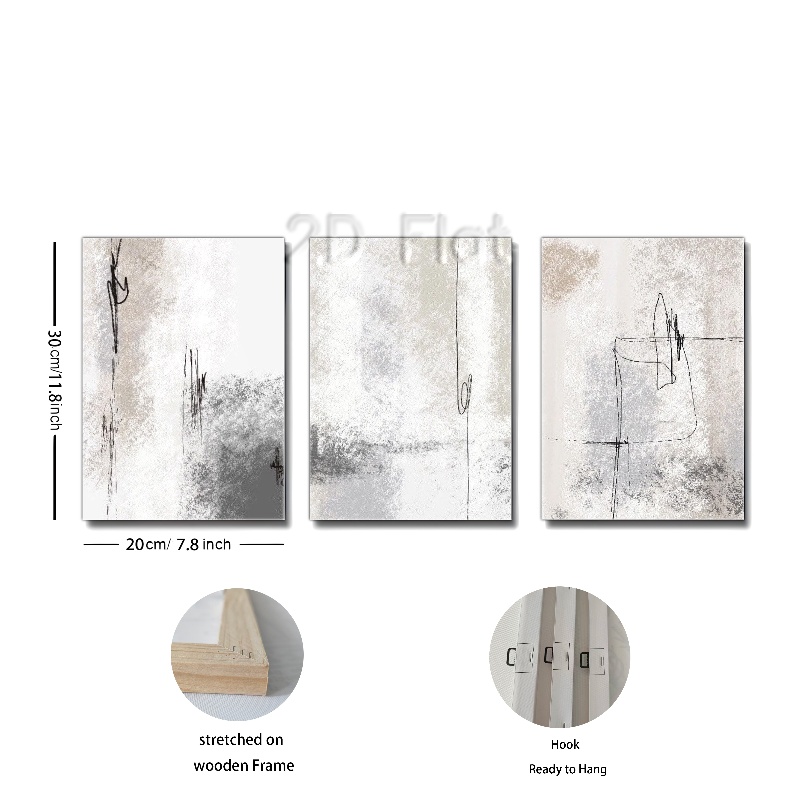 2D Flat
30cm/11.8inch
20cm/ 7.8 inch
stretched on
wooden Frame
Hook
Ready to Hang